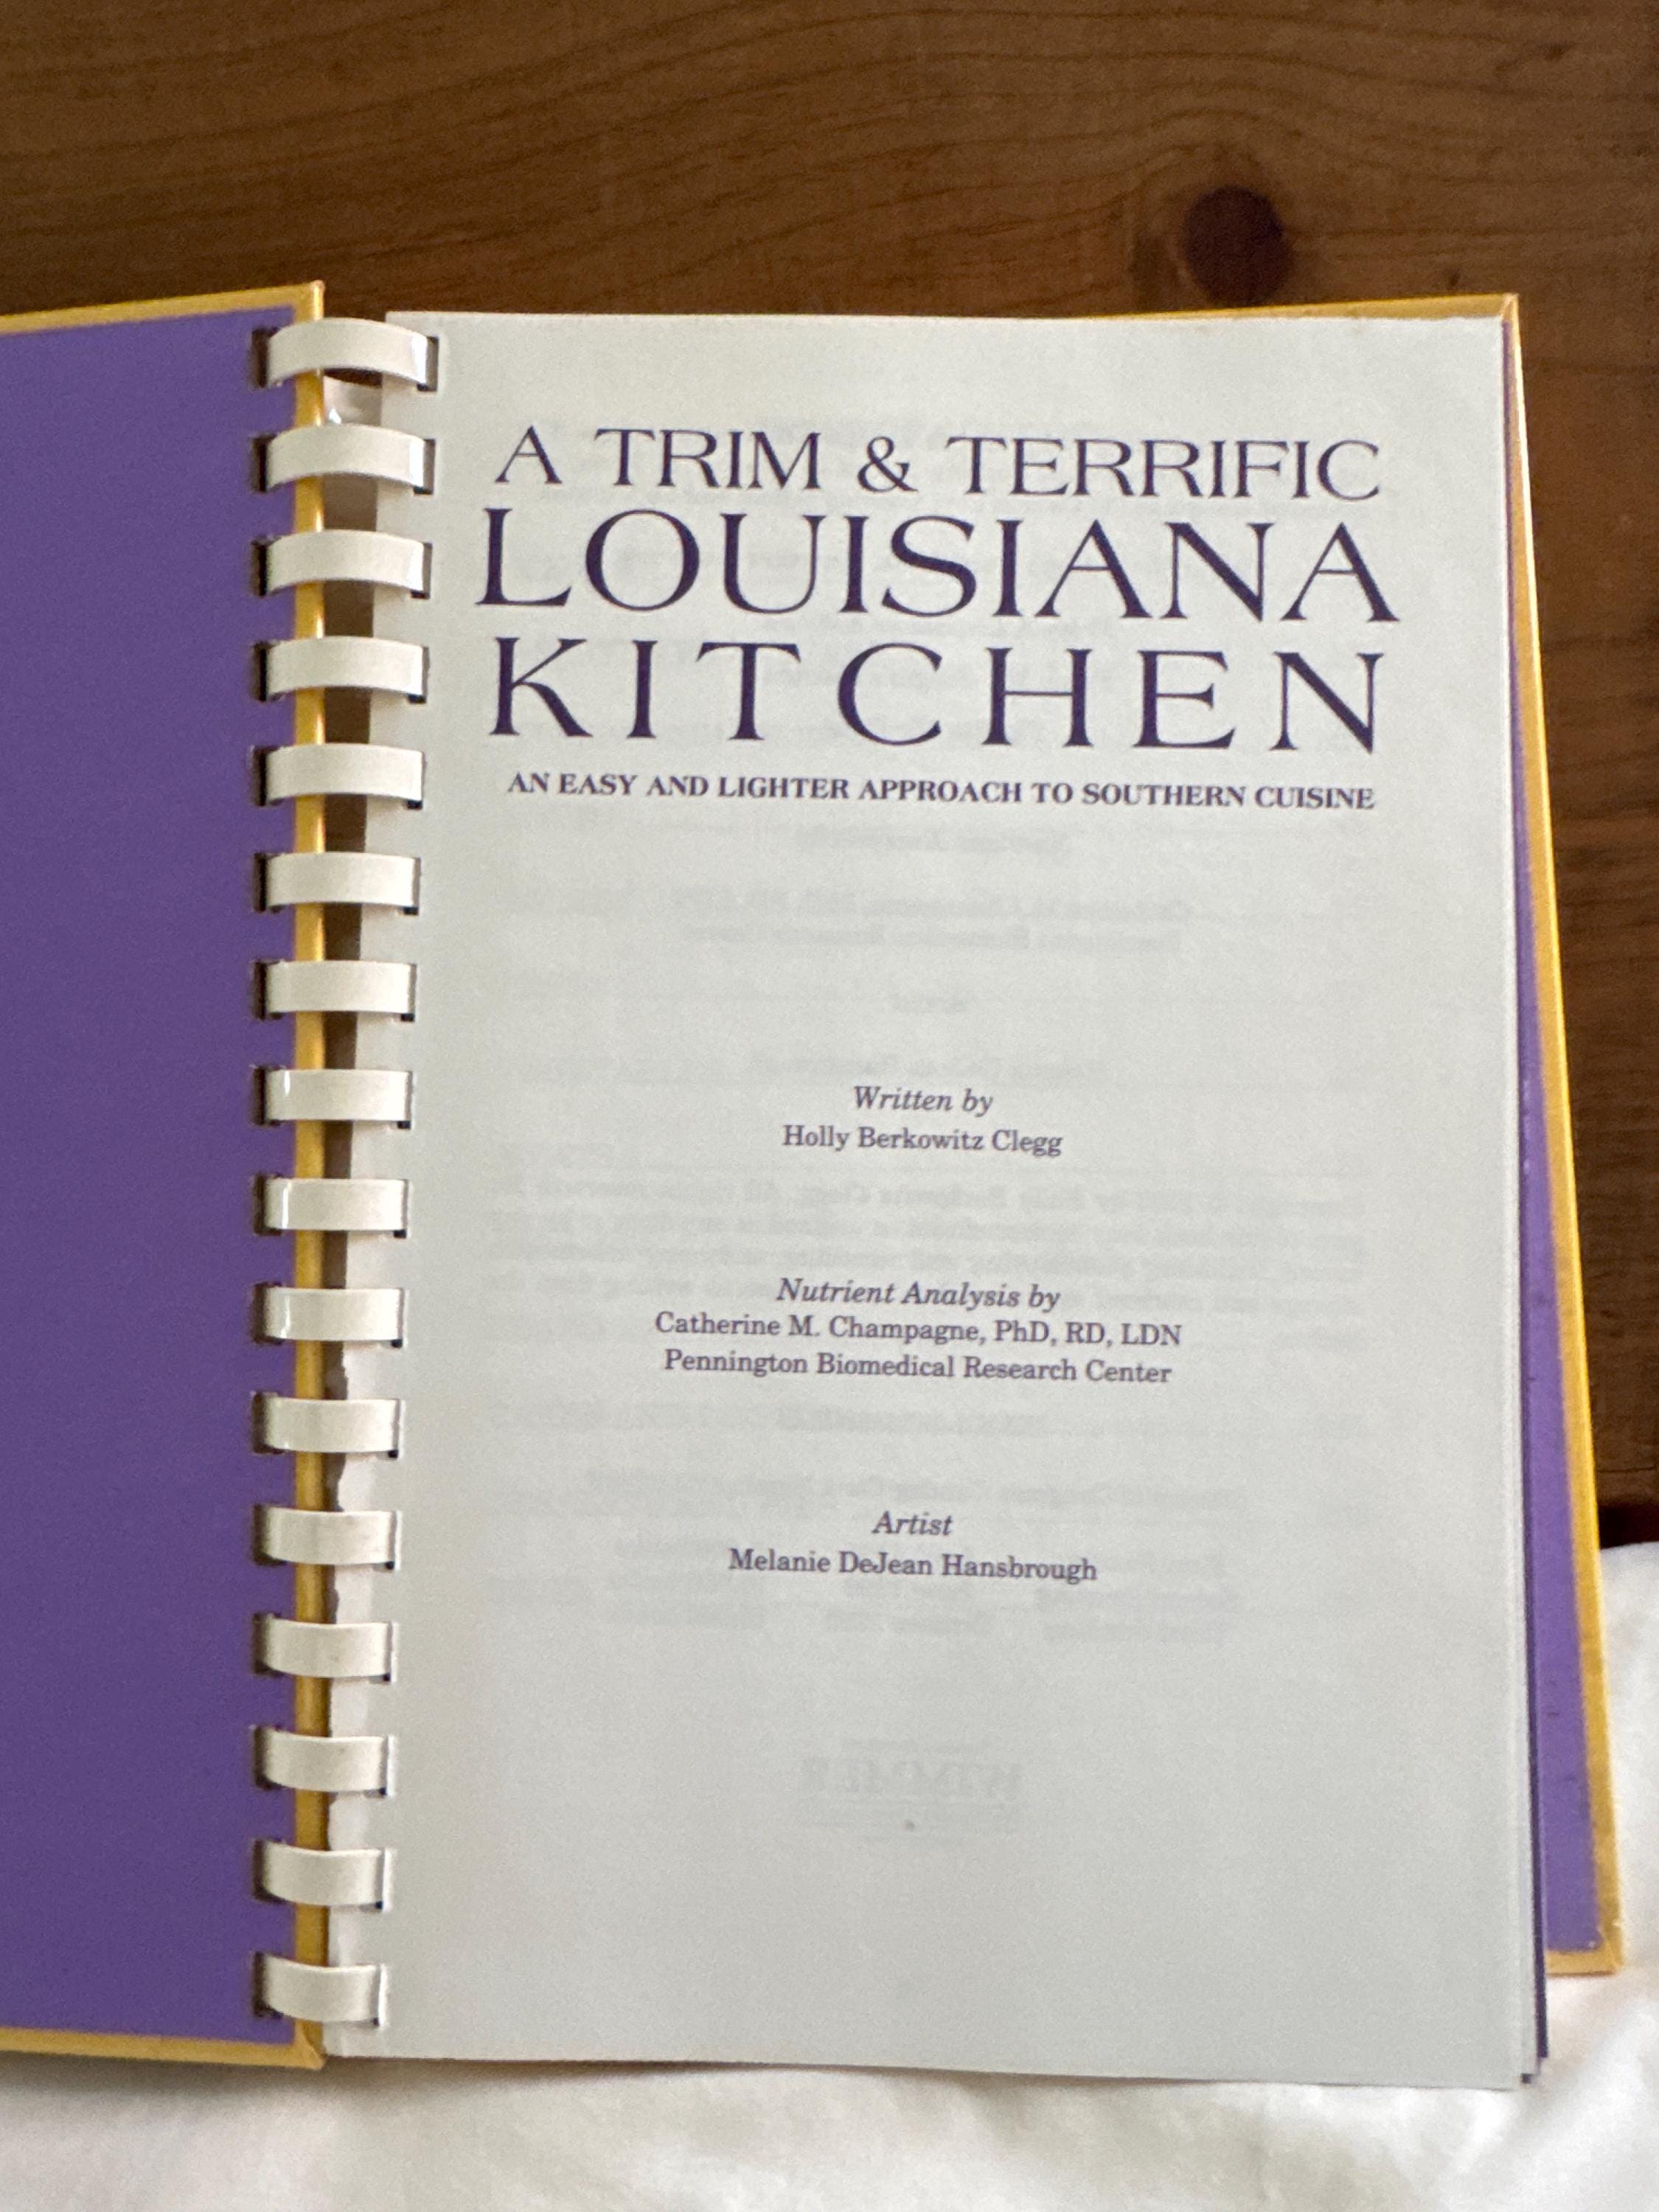 A TRIM & TERRIFIC
LOUISIANA
KITCHEN
AN EASY AND LIGHTER APPROACH TO SOUTHERN CUISINE
Written by
Holly Berkowitz Clegg
Nutrient Analysis by
Catherine M. Champagne, PhD, RD, LDN
Pennington Biomedical Research Center
Artist
Melanie DeJean Hansbrough